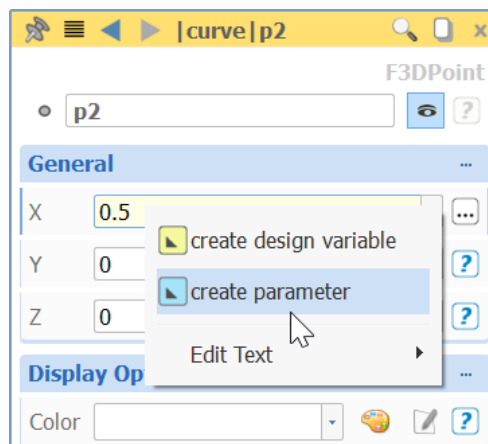 |curve|p2
F3DPoint
p2
General
X 0.5
create design variable
Y 0
create parameter
Z 0
Edit Text
Display Op
Color